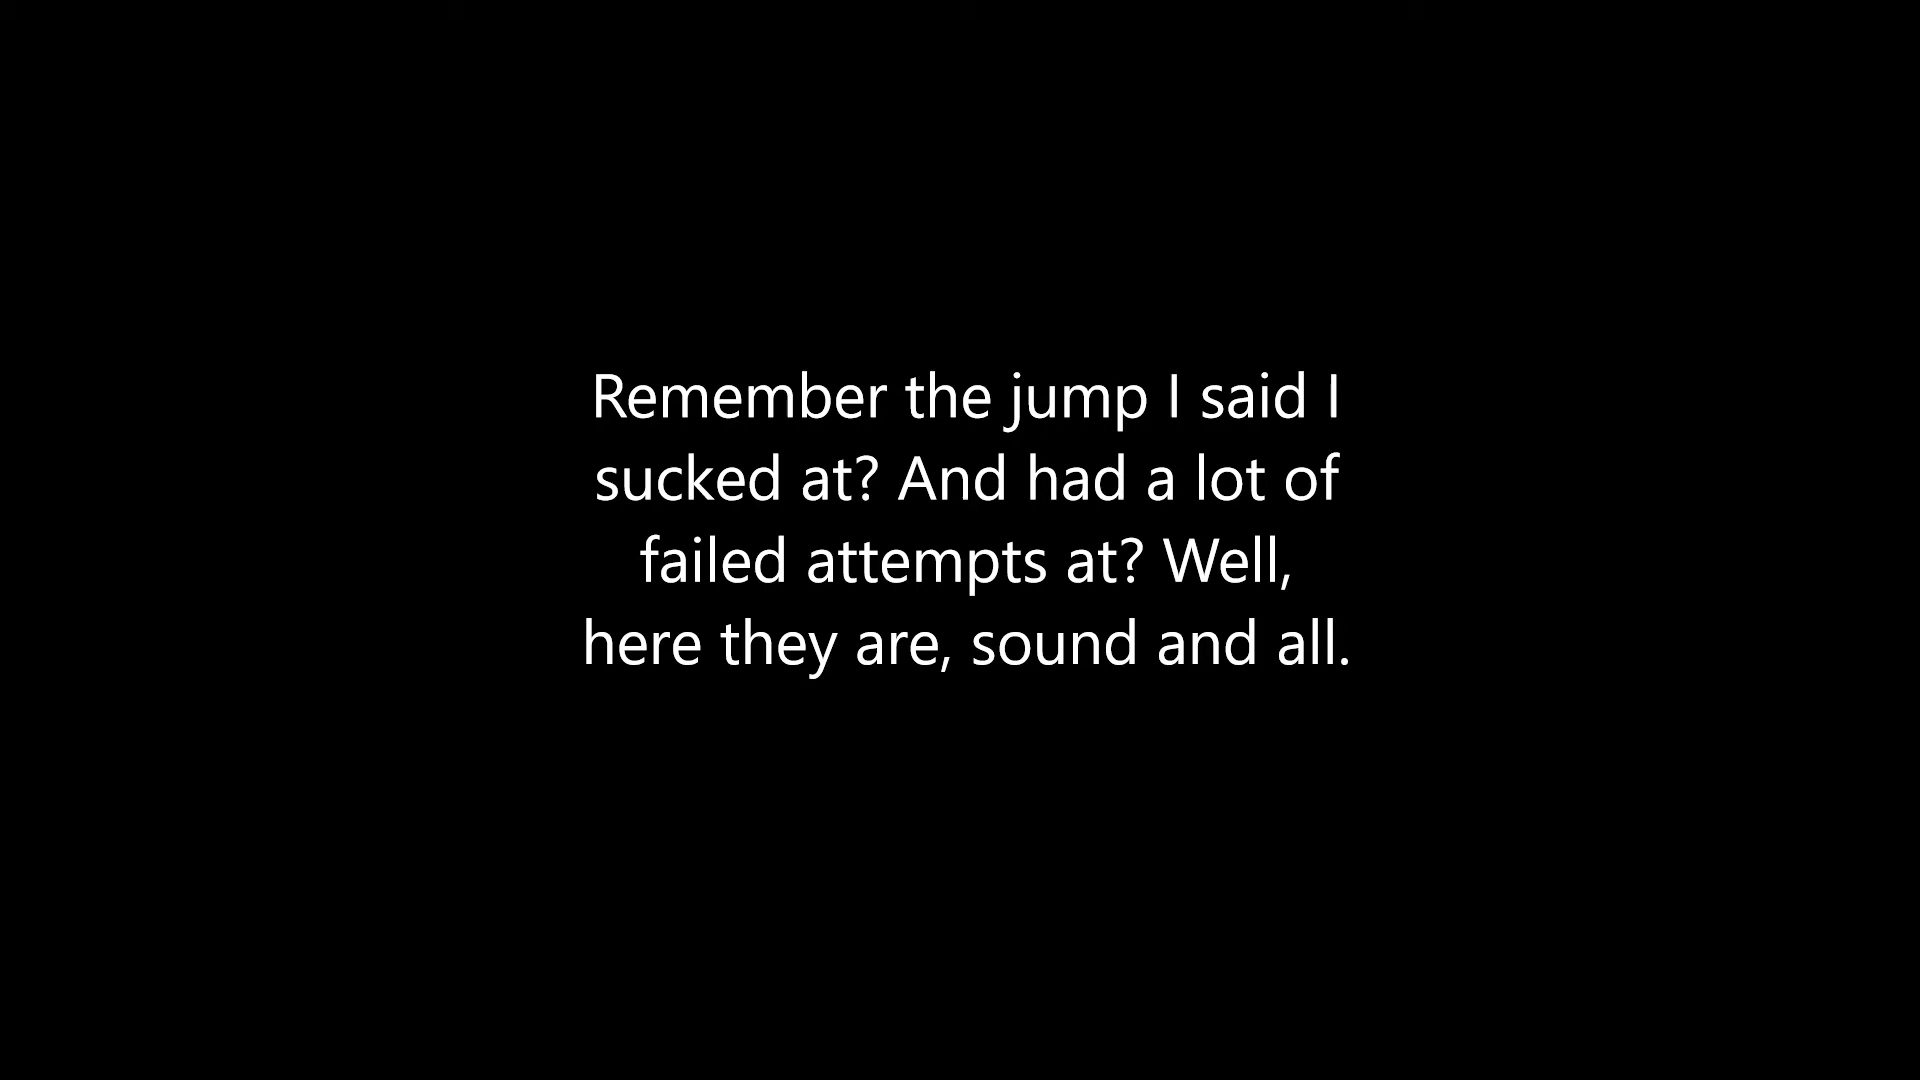 Remember the jump I said I
sucked at? And had a lot of
failed attempts at? Well,
here they are, sound and all.